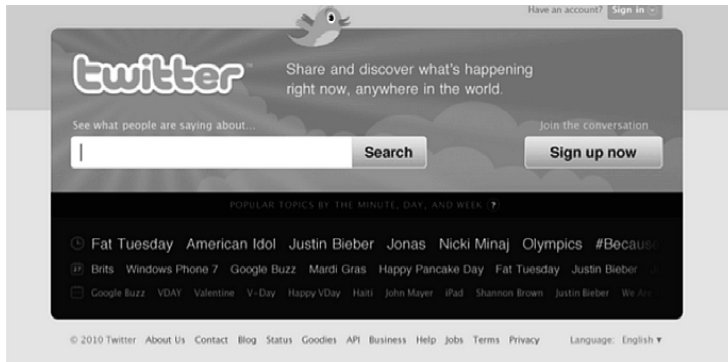 Have an account? Sign in
twitter™
Share and discover what's happening
right now, anywhere in the world.
See what people are saying about...
Join the conversation
Search
Sign up now
POPULAR TOPICS BY THE MINUTE, DAY, AND WEEK ?
Fat Tuesday American Idol Justin Bieber Jonas Nicki Minaj Olympics #Because
Brits Windows Phone 7 Google Buzz Mardi Gras Happy Pancake Day Fat Tuesday Justin Bieber
Google Buzz VDAY Valentine V-Day Happy VDay Haiti John Mayer iPad Shannon Brown Justin Bieber We Are
© 2010 Twitter About Us Contact Blog Status Goodies API Business Help Jobs Terms Privacy Language: English